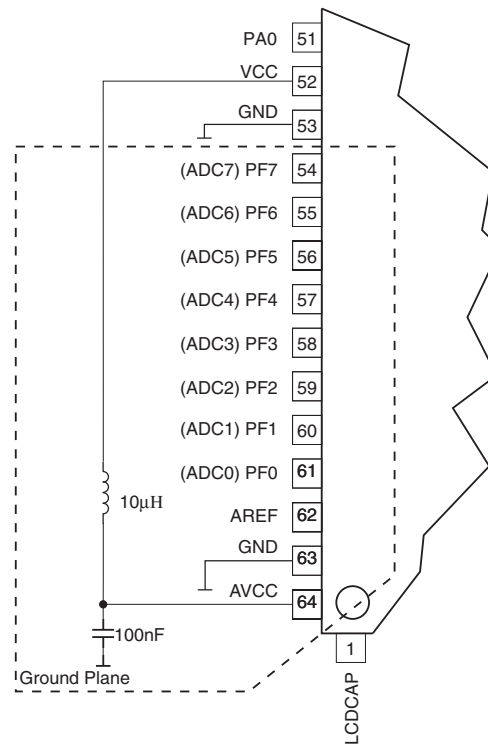 PA0 51
VCC 52
GND 53
(ADC7) PF7 54
(ADC6) PF6 55
(ADC5) PF5 56
(ADC4) PF4 57
(ADC3) PF3 58
(ADC2) PF2 59
(ADC1) PF1 60
(ADC0) PF0 61
10μH
AREF 62
GND 63
AVCC 64
100nF
1
Ground Plane
LCDCAP